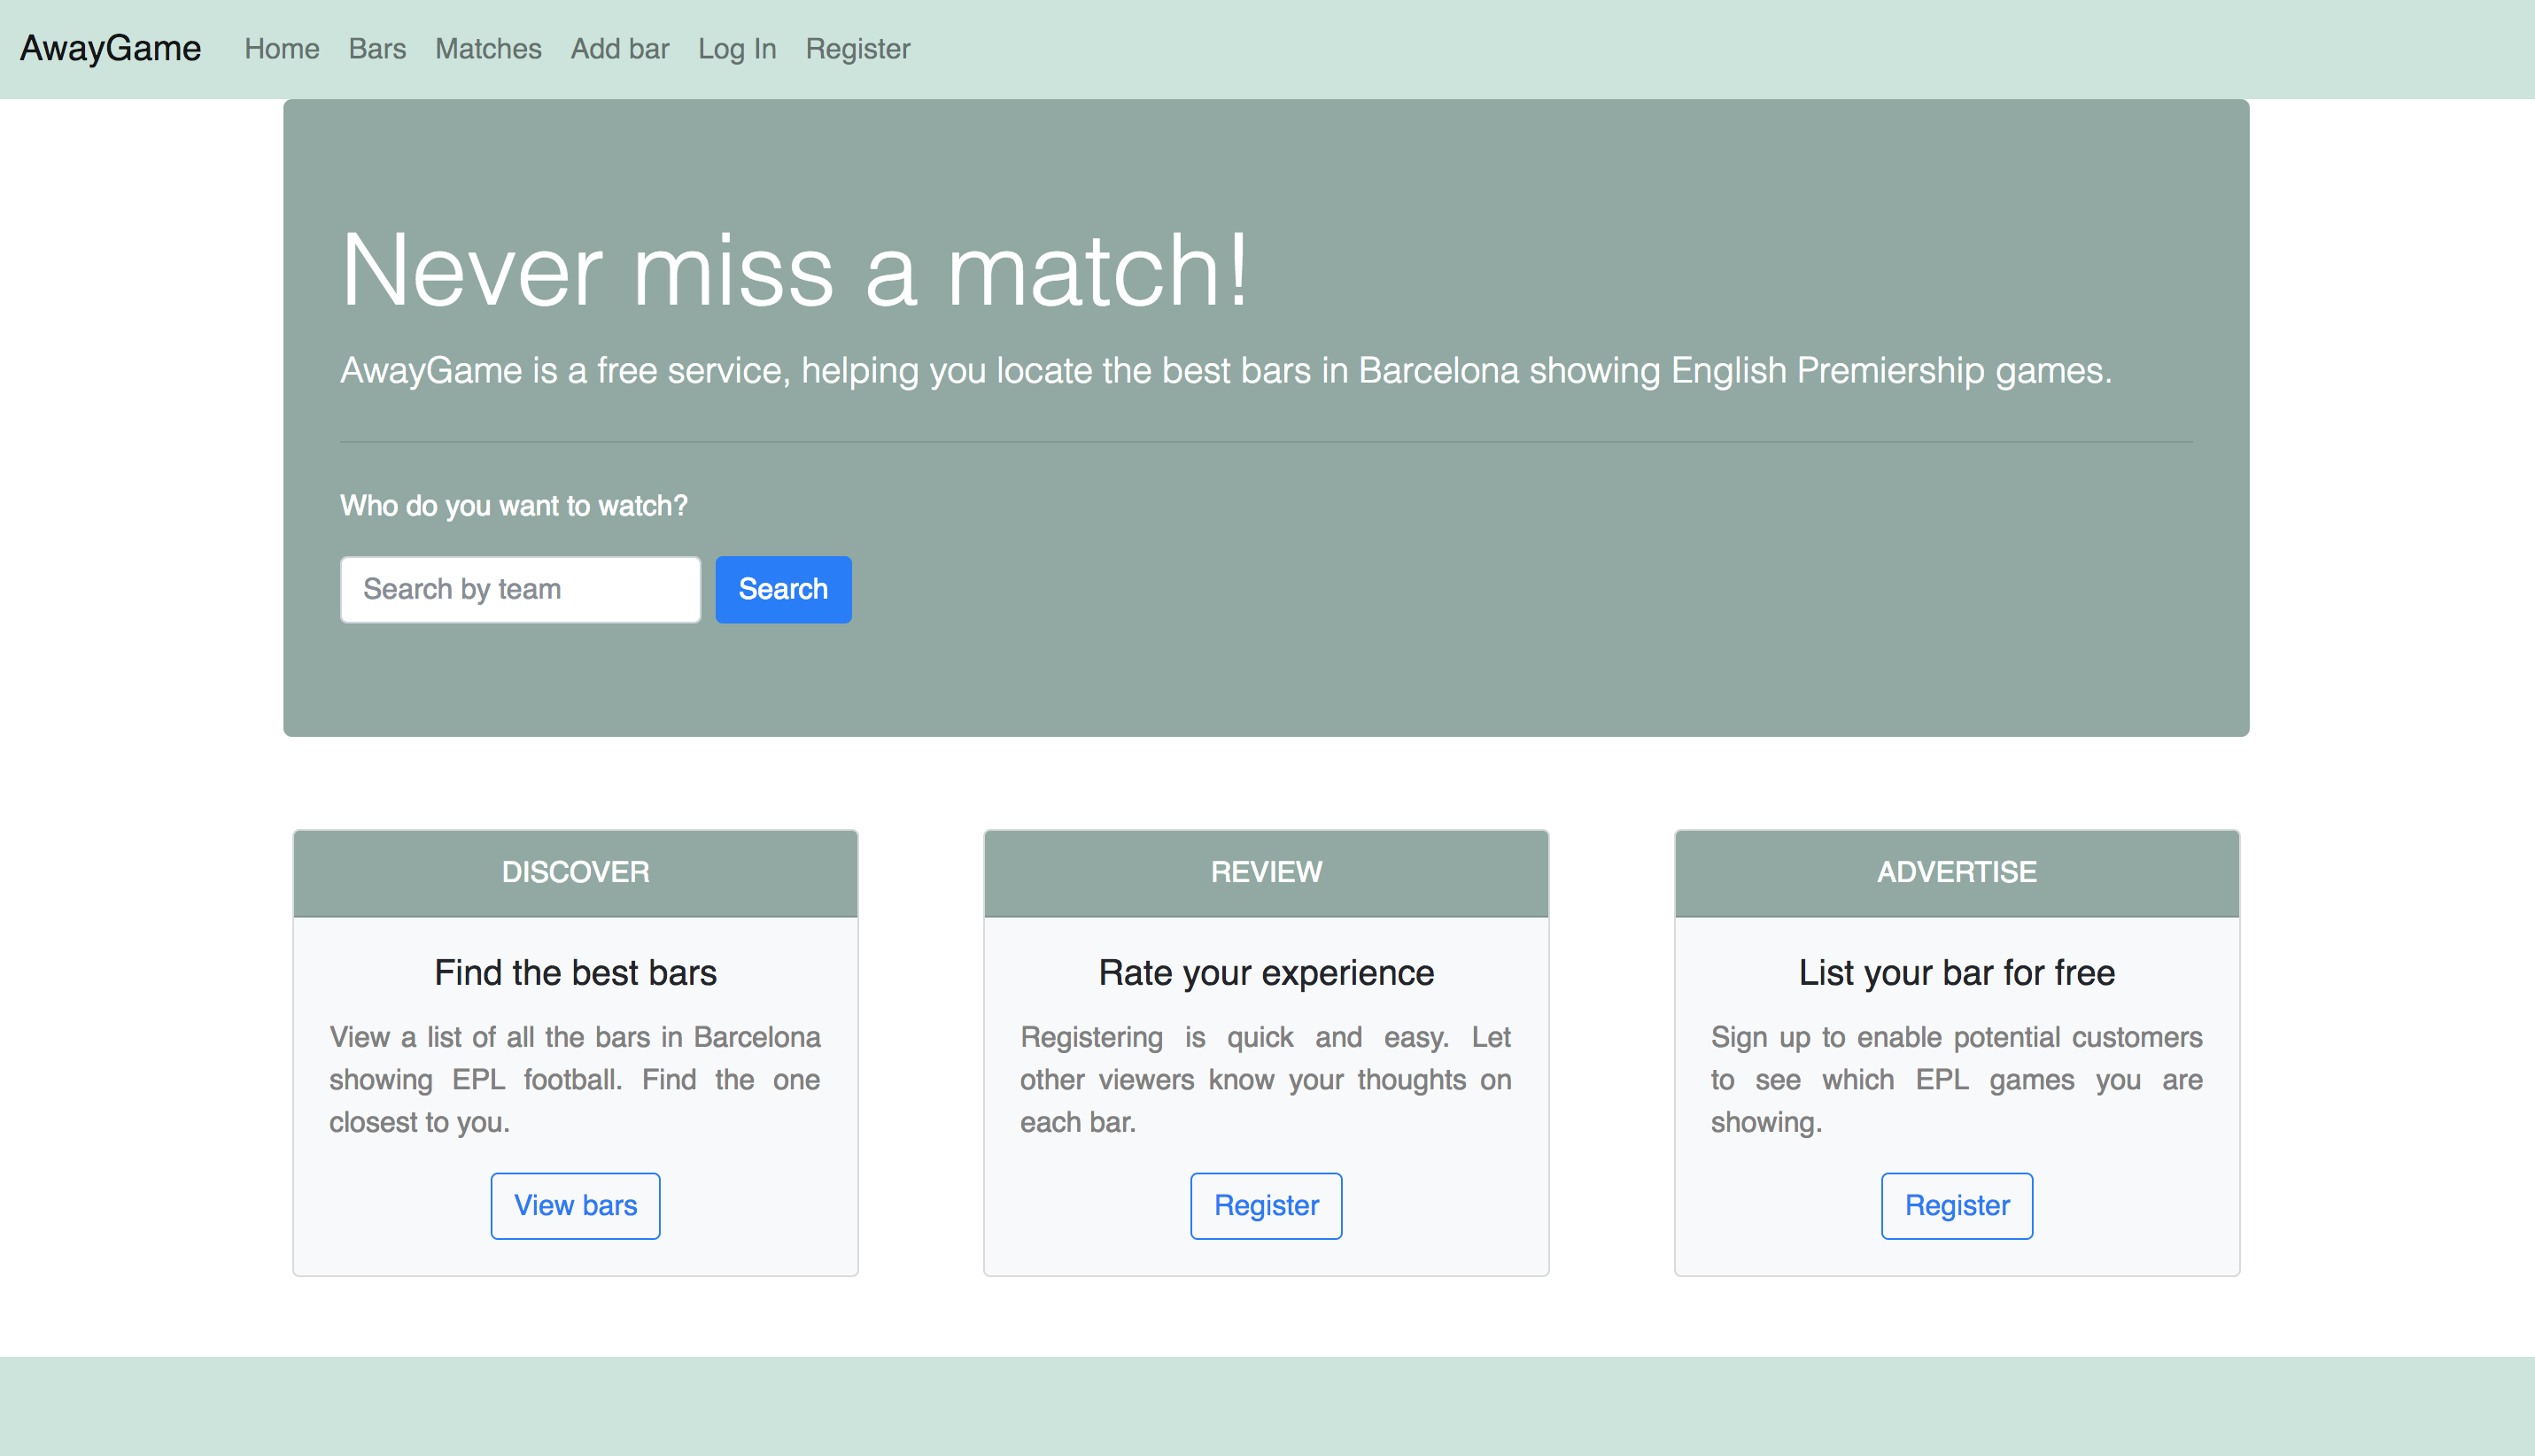 AwayGame Home Bars Matches Add bar Log In Register
Never miss a match!
AwayGame is a free service, helping you locate the best bars in Barcelona showing English Premiership games.
Who do you want to watch?
Search by team Search
DISCOVER
Find the best bars
View a list of all the bars in Barcelona
showing EPL football. Find the one
closest to you.
View bars
REVIEW
Rate your experience
Registering is quick and easy. Let
other viewers know your thoughts on
each bar.
Register
ADVERTISE
List your bar for free
Sign up to enable potential customers
to see which EPL games you are
showing.
Register